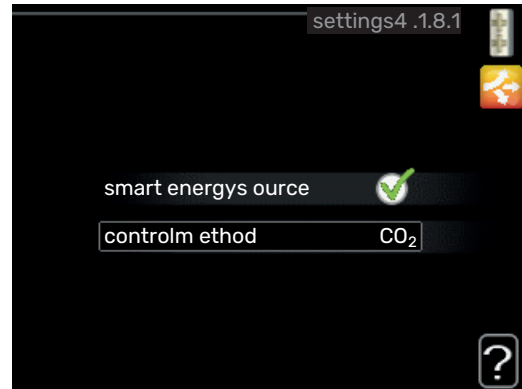 settings4 .1.8.1
smart energys ource
controlm ethod CO₂
?